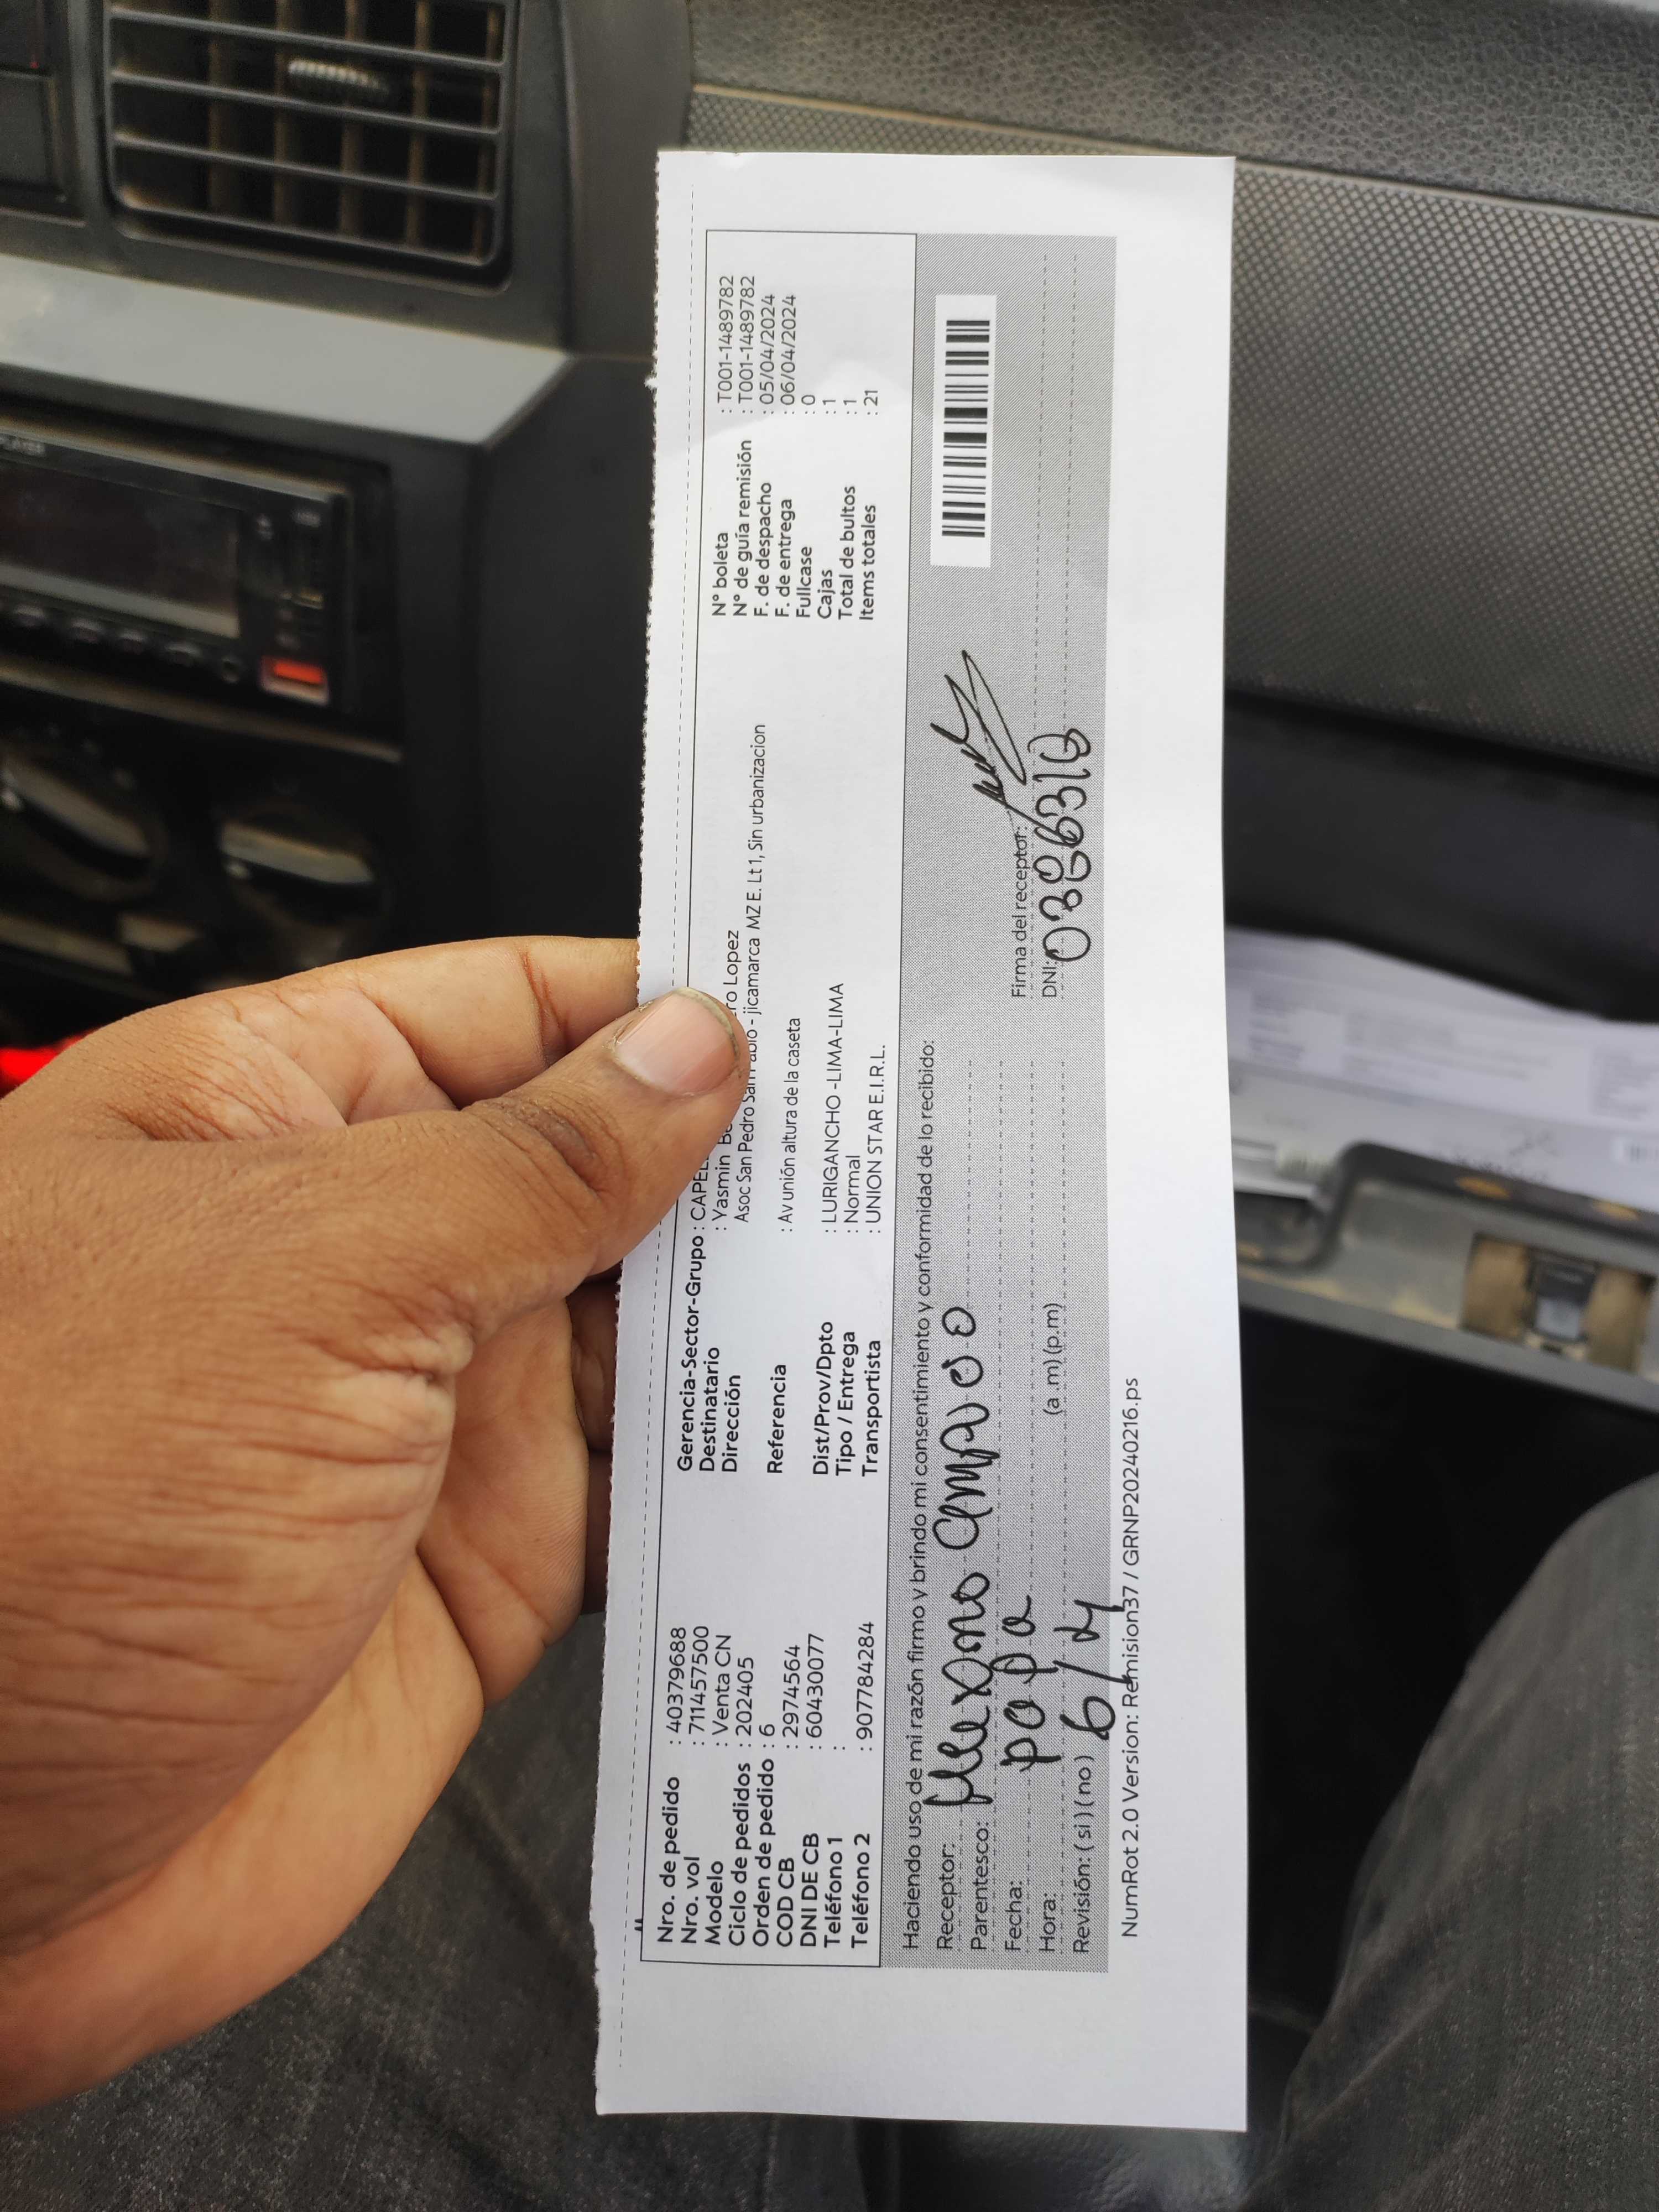 Nro. de pedido : 40379688
Nro. vol : 711457500
Modelo : Venta CN
Ciclo de pedidos : 202405
Orden de pedido : 6
COD CB : 2974564
DNI DE CB : 60430077
Teléfono 1 :
Teléfono 2 : 907784284
Gerencia-Sector-Grupo :
Destinatario : Yasmin Lopez
Dirección Asoc San Pedro - jicamarca MZ E. Lt 1, Sin urbanizacion
Referencia : Av unión altura de la caseta
Dist/Prov/Dpto : LURIGANCHO -LIMA-LIMA
Tipo / Entrega : Normal
Transportista : UNION STAR E.I.R.L.
N° boleta : T001-1489782
N° de guía remisión : T001-1489782
F. de despacho : 05/04/2024
F. de entrega : 06/04/2024
Fullcase : 0
Cajas : 1
Total de bultos : 1
Items totales : 21
Haciendo uso de mi razón firmo y brindo mi consentimiento y conformidad de lo recibido:
Receptor:
Parentesco: papa
Fecha: 6/4
Hora: (a .m) (p.m)
Revisión: ( si ) ( no )
Firma del receptor:
DNI:
NumRot 2.0 Version: Remision37 / GRNP20240216.ps